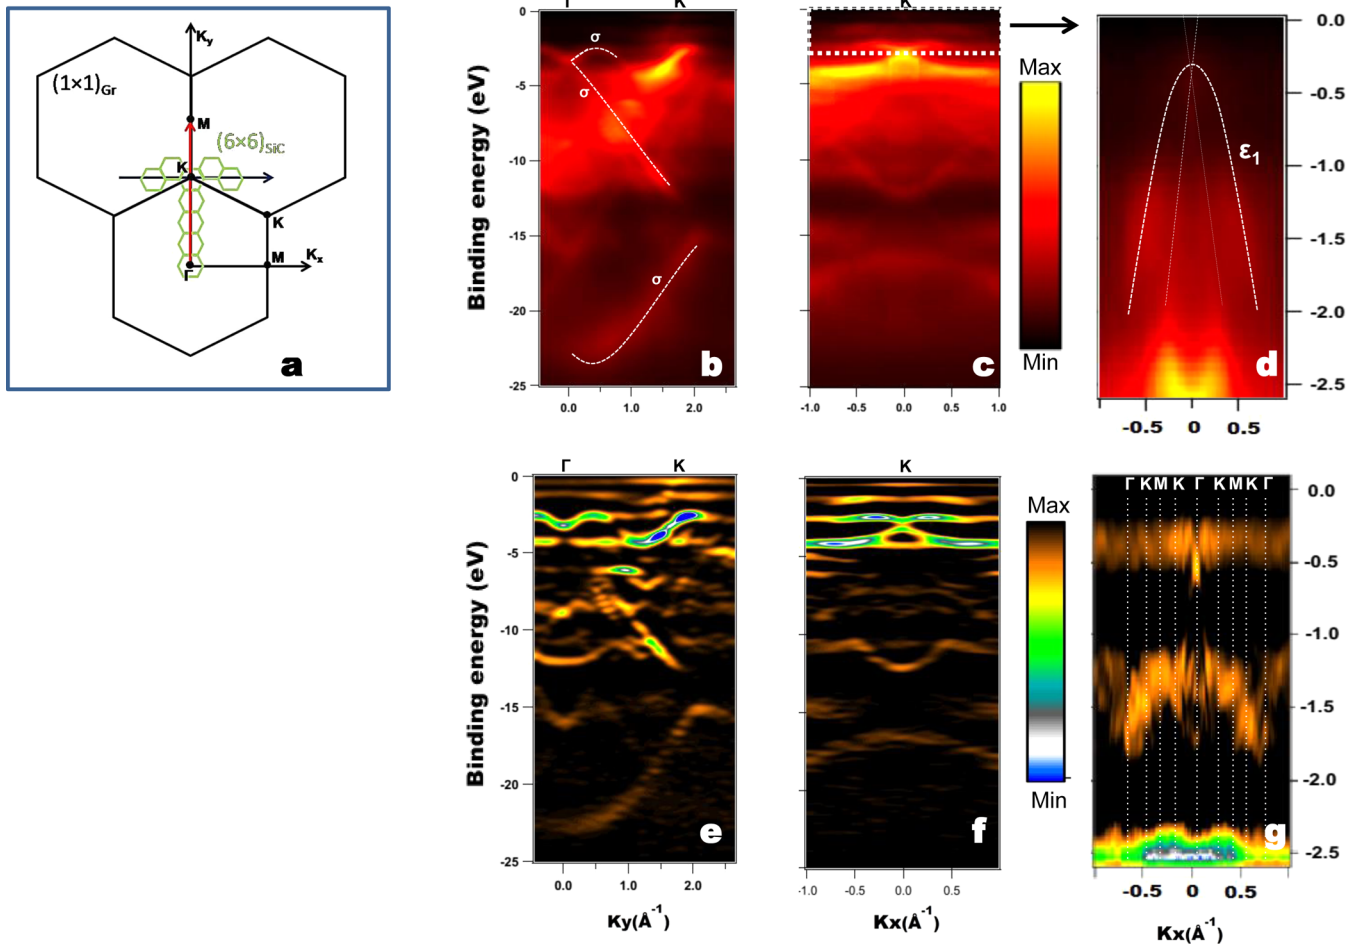 Γ K
K
Ky
(1×1)Gr
M
(6×6)SiC
K
K
M
Kx
Γ
a
Binding energy (eV)
0
-5
-10
-15
-20
-25
σ
σ
σ
b
0.0 1.0 2.0
c
-1.0 -0.5 0.0 0.5 1.0
Max
Min
0.0
-0.5
-1.0
-1.5
-2.0
-2.5
ε1
d
-0.5 0 0.5
Γ K
Binding energy (eV)
0
-5
-10
-15
-20
-25
e
0.0 1.0 2.0
Ky(Å-1)
K
f
-1.0 -0.5 0.0 0.5
Kx(Å-1)
Max
Min
Γ K M K Γ K M K Γ
0.0
-0.5
-1.0
-1.5
-2.0
-2.5
g
-0.5 0 0.5
Kx(Å-1)